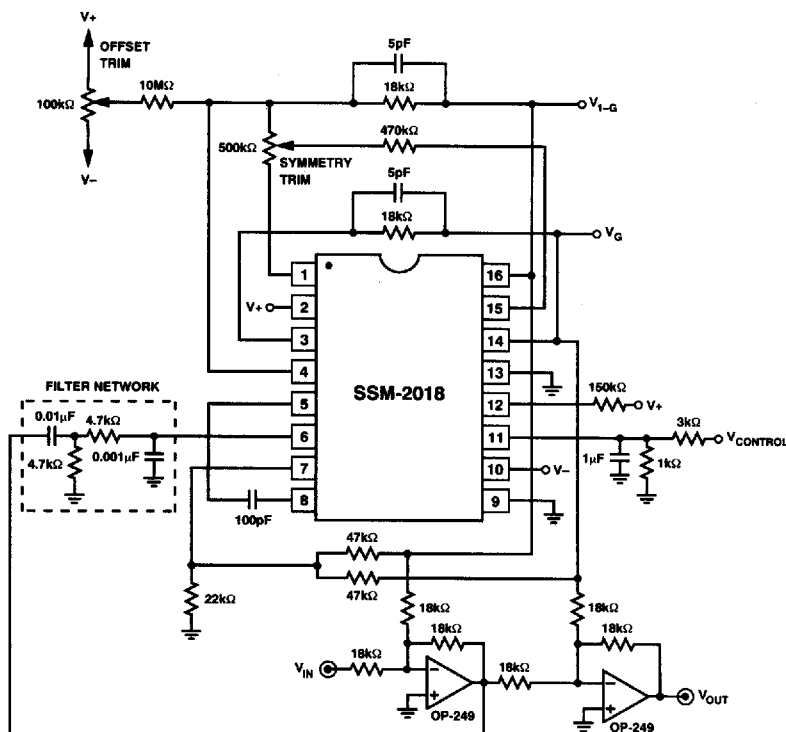 V+
OFFSET
TRIM
100kΩ
10MΩ
V−
5pF
18kΩ
V1-G
500kΩ
470kΩ
SYMMETRY
TRIM
5pF
18kΩ
VG
1
16
V+
2
15
3
14
4
SSM-2018
13
150kΩ
V+
FILTER NETWORK
0.01µF
4.7kΩ
4.7kΩ
0.001µF
5
12
6
11
3kΩ
VCONTROL
1µF
1kΩ
7
10
V−
8
9
100pF
47kΩ
47kΩ
22kΩ
18kΩ
18kΩ
18kΩ
18kΩ
VIN
18kΩ
18kΩ
−
+
OP-249
−
+
OP-249
VOUT